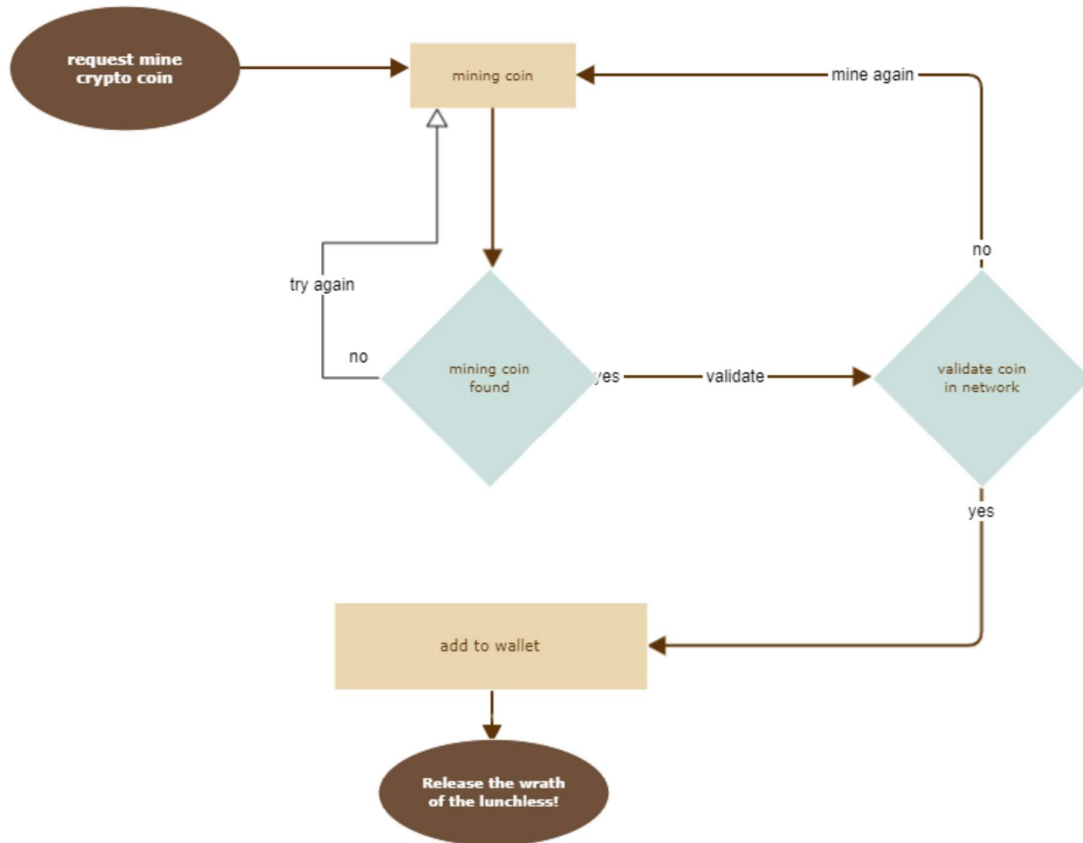 request mine
crypto coin
mining coin
mine again
no
try again
no
mining coin
found
yes
validate
validate coin
in network
yes
add to wallet
Release the wrath
of the lunchless!